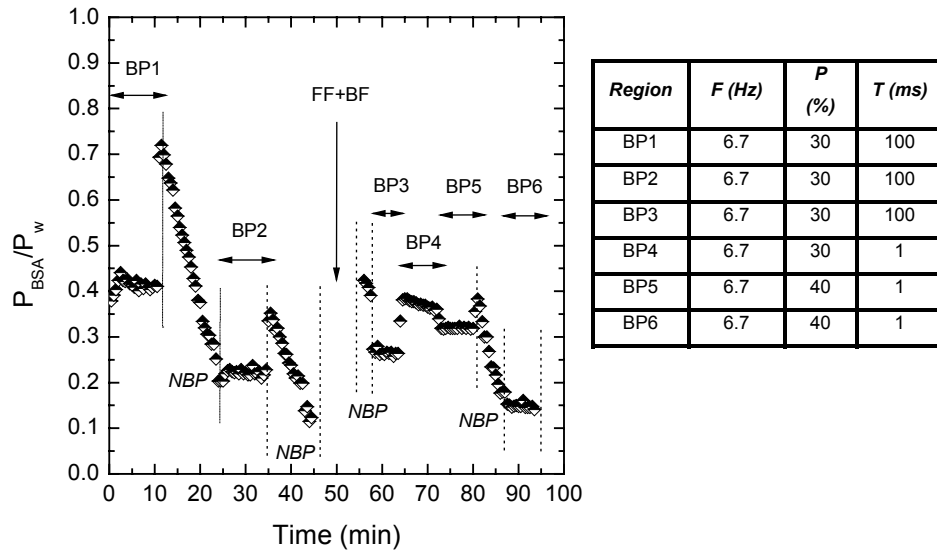 1.0
0.9
0.8
0.7
0.6
0.5
0.4
0.3
0.2
0.1
0.0
P_BSA/P_w
BP1
FF+BF
BP2
BP3
BP5
BP6
BP4
NBP
NBP
NBP
NBP
0 10 20 30 40 50 60 70 80 90 100
Time (min)
Region F (Hz) P (%) T (ms)
BP1 6.7 30 100
BP2 6.7 30 100
BP3 6.7 30 100
BP4 6.7 30 1
BP5 6.7 40 1
BP6 6.7 40 1